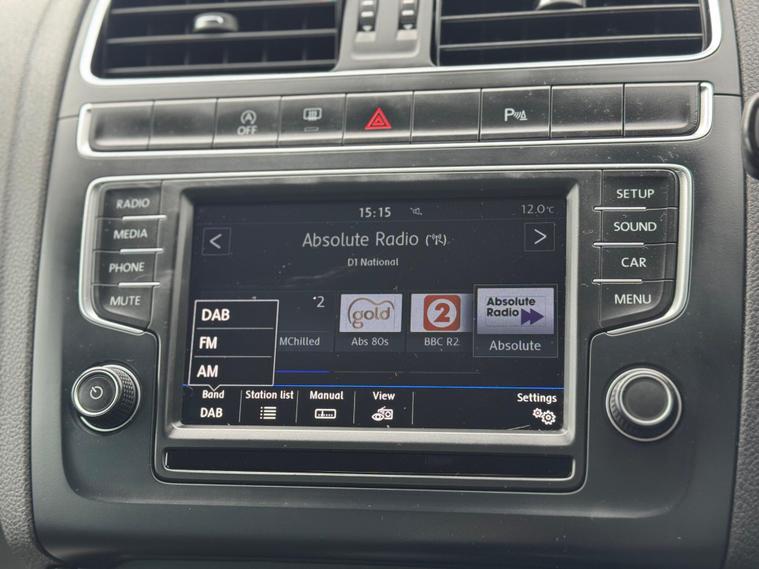 OFF
P
RADIO
MEDIA
PHONE
MUTE
SETUP
SOUND
CAR
MENU
15:15
12.0°C
< Absolute Radio >
D1 National
DAB
FM
AM
*2
MChilled
gold
Abs 80s
2
BBC R2
Absolute
Radio
Absolute
Band
DAB
Station list
Manual
View
Settings